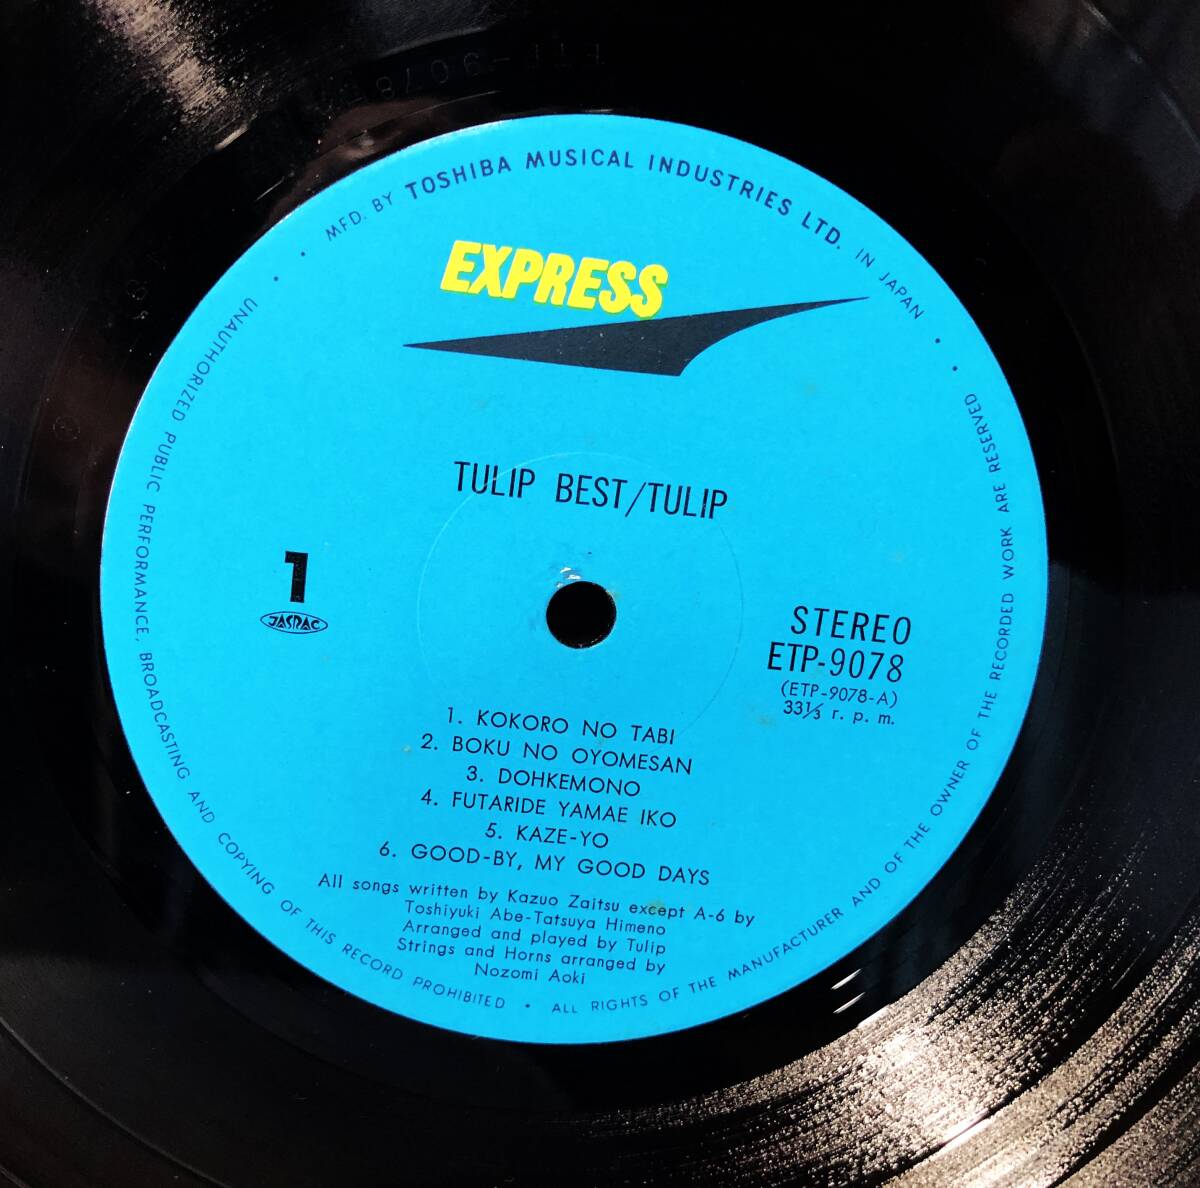 MFD. BY TOSHIBA MUSICAL INDUSTRIES LTD. IN JAPAN
EXPRESS
TULIP BEST/TULIP
1
JASRAC
STEREO
ETP-9078
(ETP-9078-A)
33⅓ r. p. m.
1. KOKORO NO TABI
2. BOKU NO OYOMESAN
3. DOHKEMONO
4. FUTARIDE YAMAE IKO
5. KAZE-YO
6. GOOD-BY, MY GOOD DAYS
All songs written by Kazuo Zaitsu except A-6 by
Toshiyuki Abe-Tatsuya Himeno
Arranged and played by Tulip
Strings and Horns arranged by
Nozomi Aoki
UNAUTHORIZED PUBLIC PERFORMANCE, BROADCASTING AND COPYING OF THIS RECORD PROHIBITED • ALL RIGHTS OF THE MANUFACTURER AND OF THE OWNER OF THE RECORDED WORK ARE RESERVED